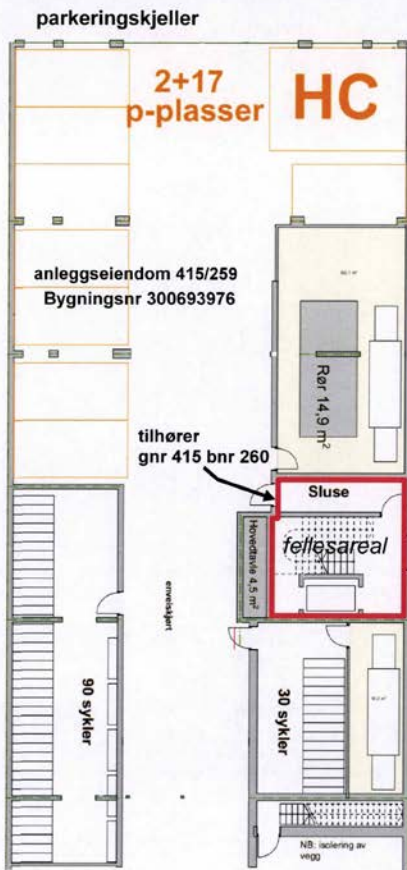 parkeringskjeller
2+17
p-plasser
HC
anleggseiendom 415/259
Bygningsnr 300693976
Rør 14,9 m²
tilhører
gnr 415 bnr 260
Sluse
fellesareal
Hovedtavle 4,5 m²
enveiskjørt
90 sykler
30 sykler
NB: isolering av
vegg